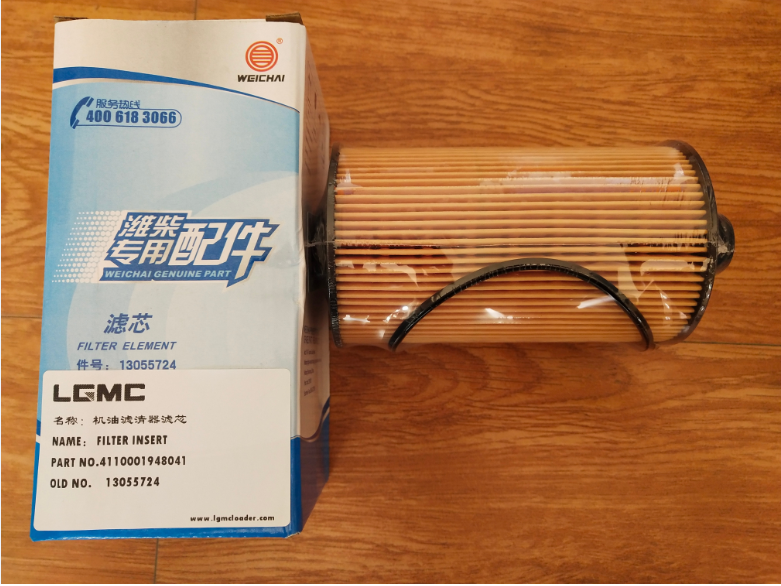 WEICHAI
®
服务热线
400 618 3066
潍柴
专用配件
WEICHAI GENUINE PART
滤芯
FILTER ELEMENT
件号: 13055724
LGMC
名称: 机油滤清器滤芯
NAME: FILTER INSERT
PART NO.4110001948041
OLD NO. 13055724
www.lgmcloader.com